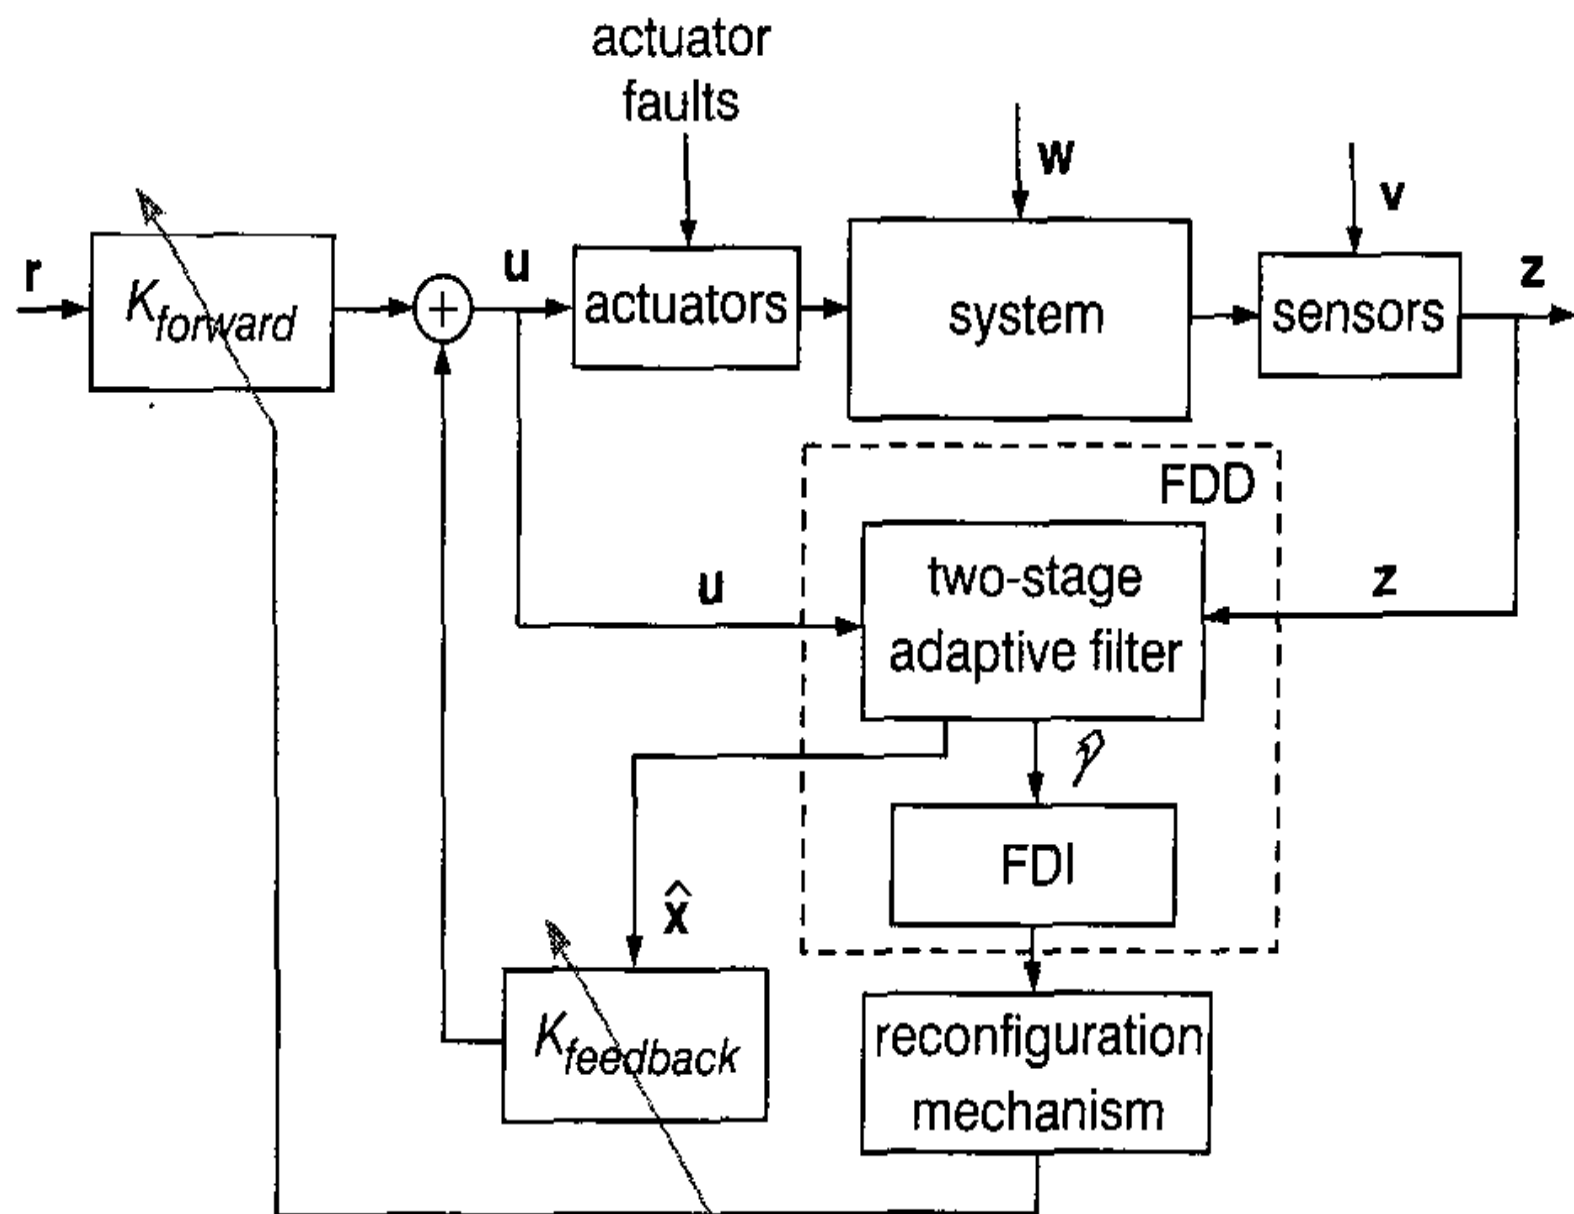 actuator
faults
w
v
r
K_forward
+
u
actuators
system
sensors
z
FDD
two-stage
adaptive filter
u
z
FDI
x̂
K_feedback
reconfiguration
mechanism